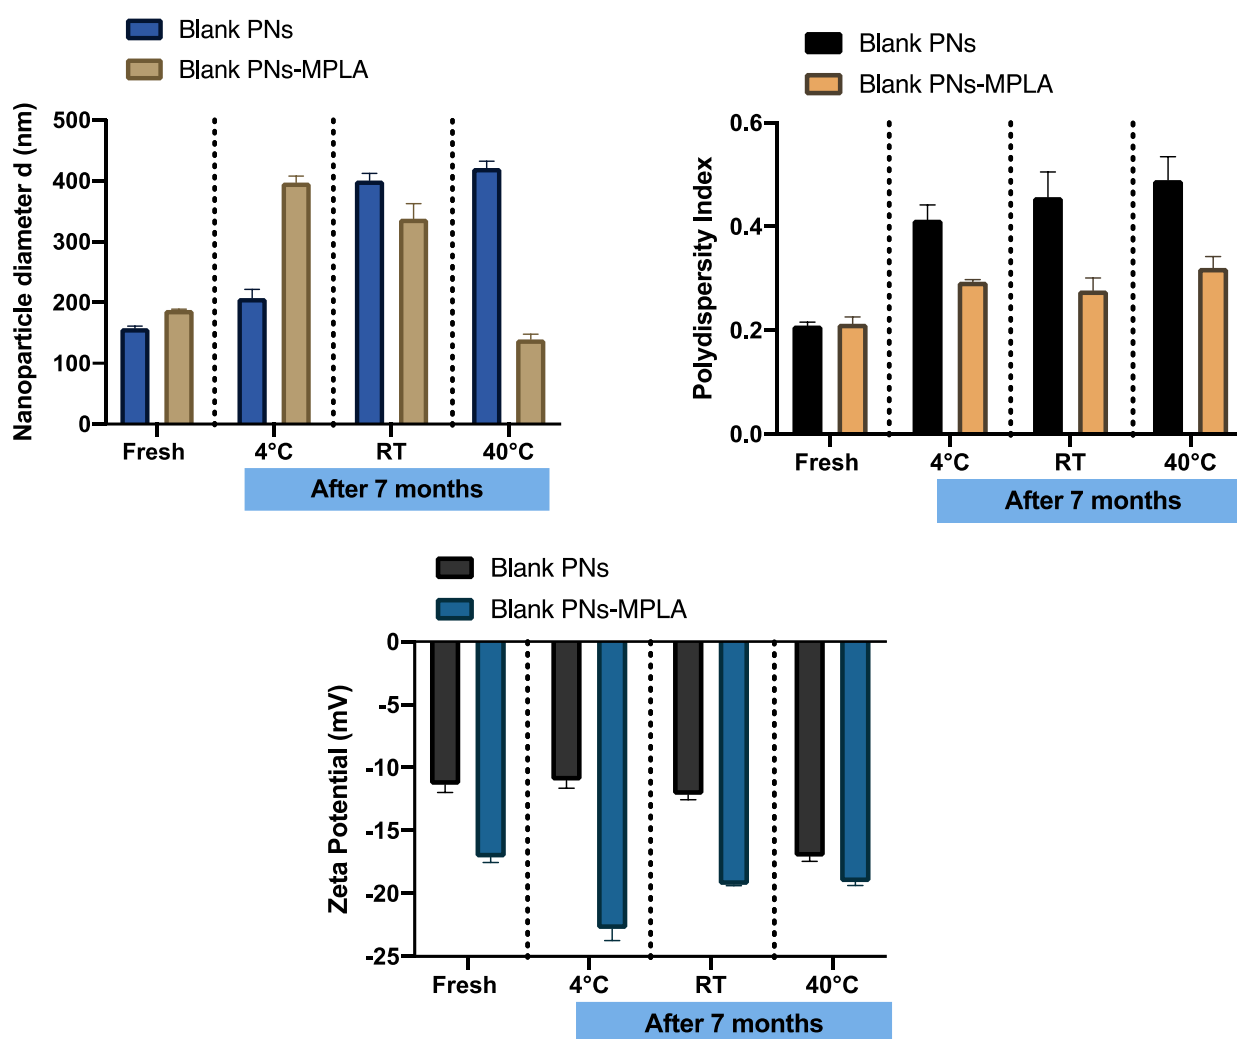 Blank PNs
Blank PNs-MPLA
Nanoparticle diameter d (nm)
500
400
300
200
100
0
Fresh 4°C RT 40°C
After 7 months
Blank PNs
Blank PNs-MPLA
Polydispersity Index
0.6
0.4
0.2
0.0
Fresh 4°C RT 40°C
After 7 months
Blank PNs
Blank PNs-MPLA
Zeta Potential (mV)
0
-5
-10
-15
-20
-25
Fresh 4°C RT 40°C
After 7 months